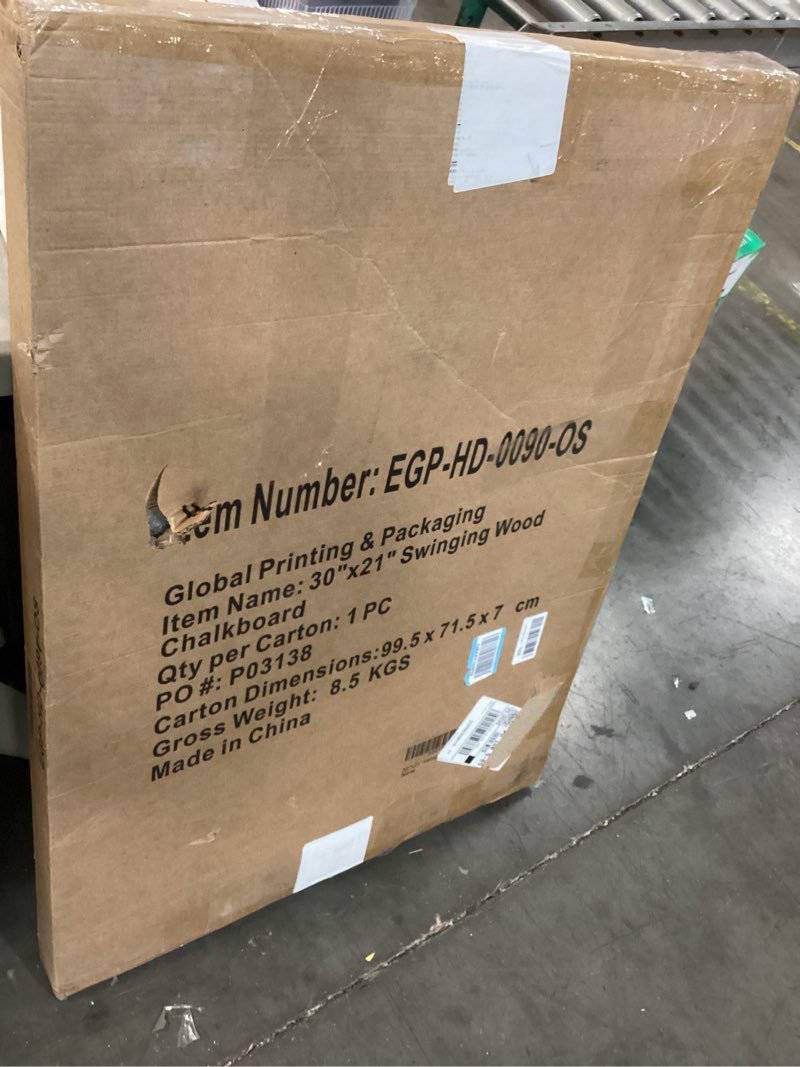 em Number: EGP-HD-0090-OS
Global Printing & Packaging
Item Name: 30"x21" Swinging Wood
Chalkboard
Qty per Carton: 1 PC
PO #: P03138
Carton Dimensions:99.5 x 71.5 x 7 cm
Gross Weight: 8.5 KGS
Made in China